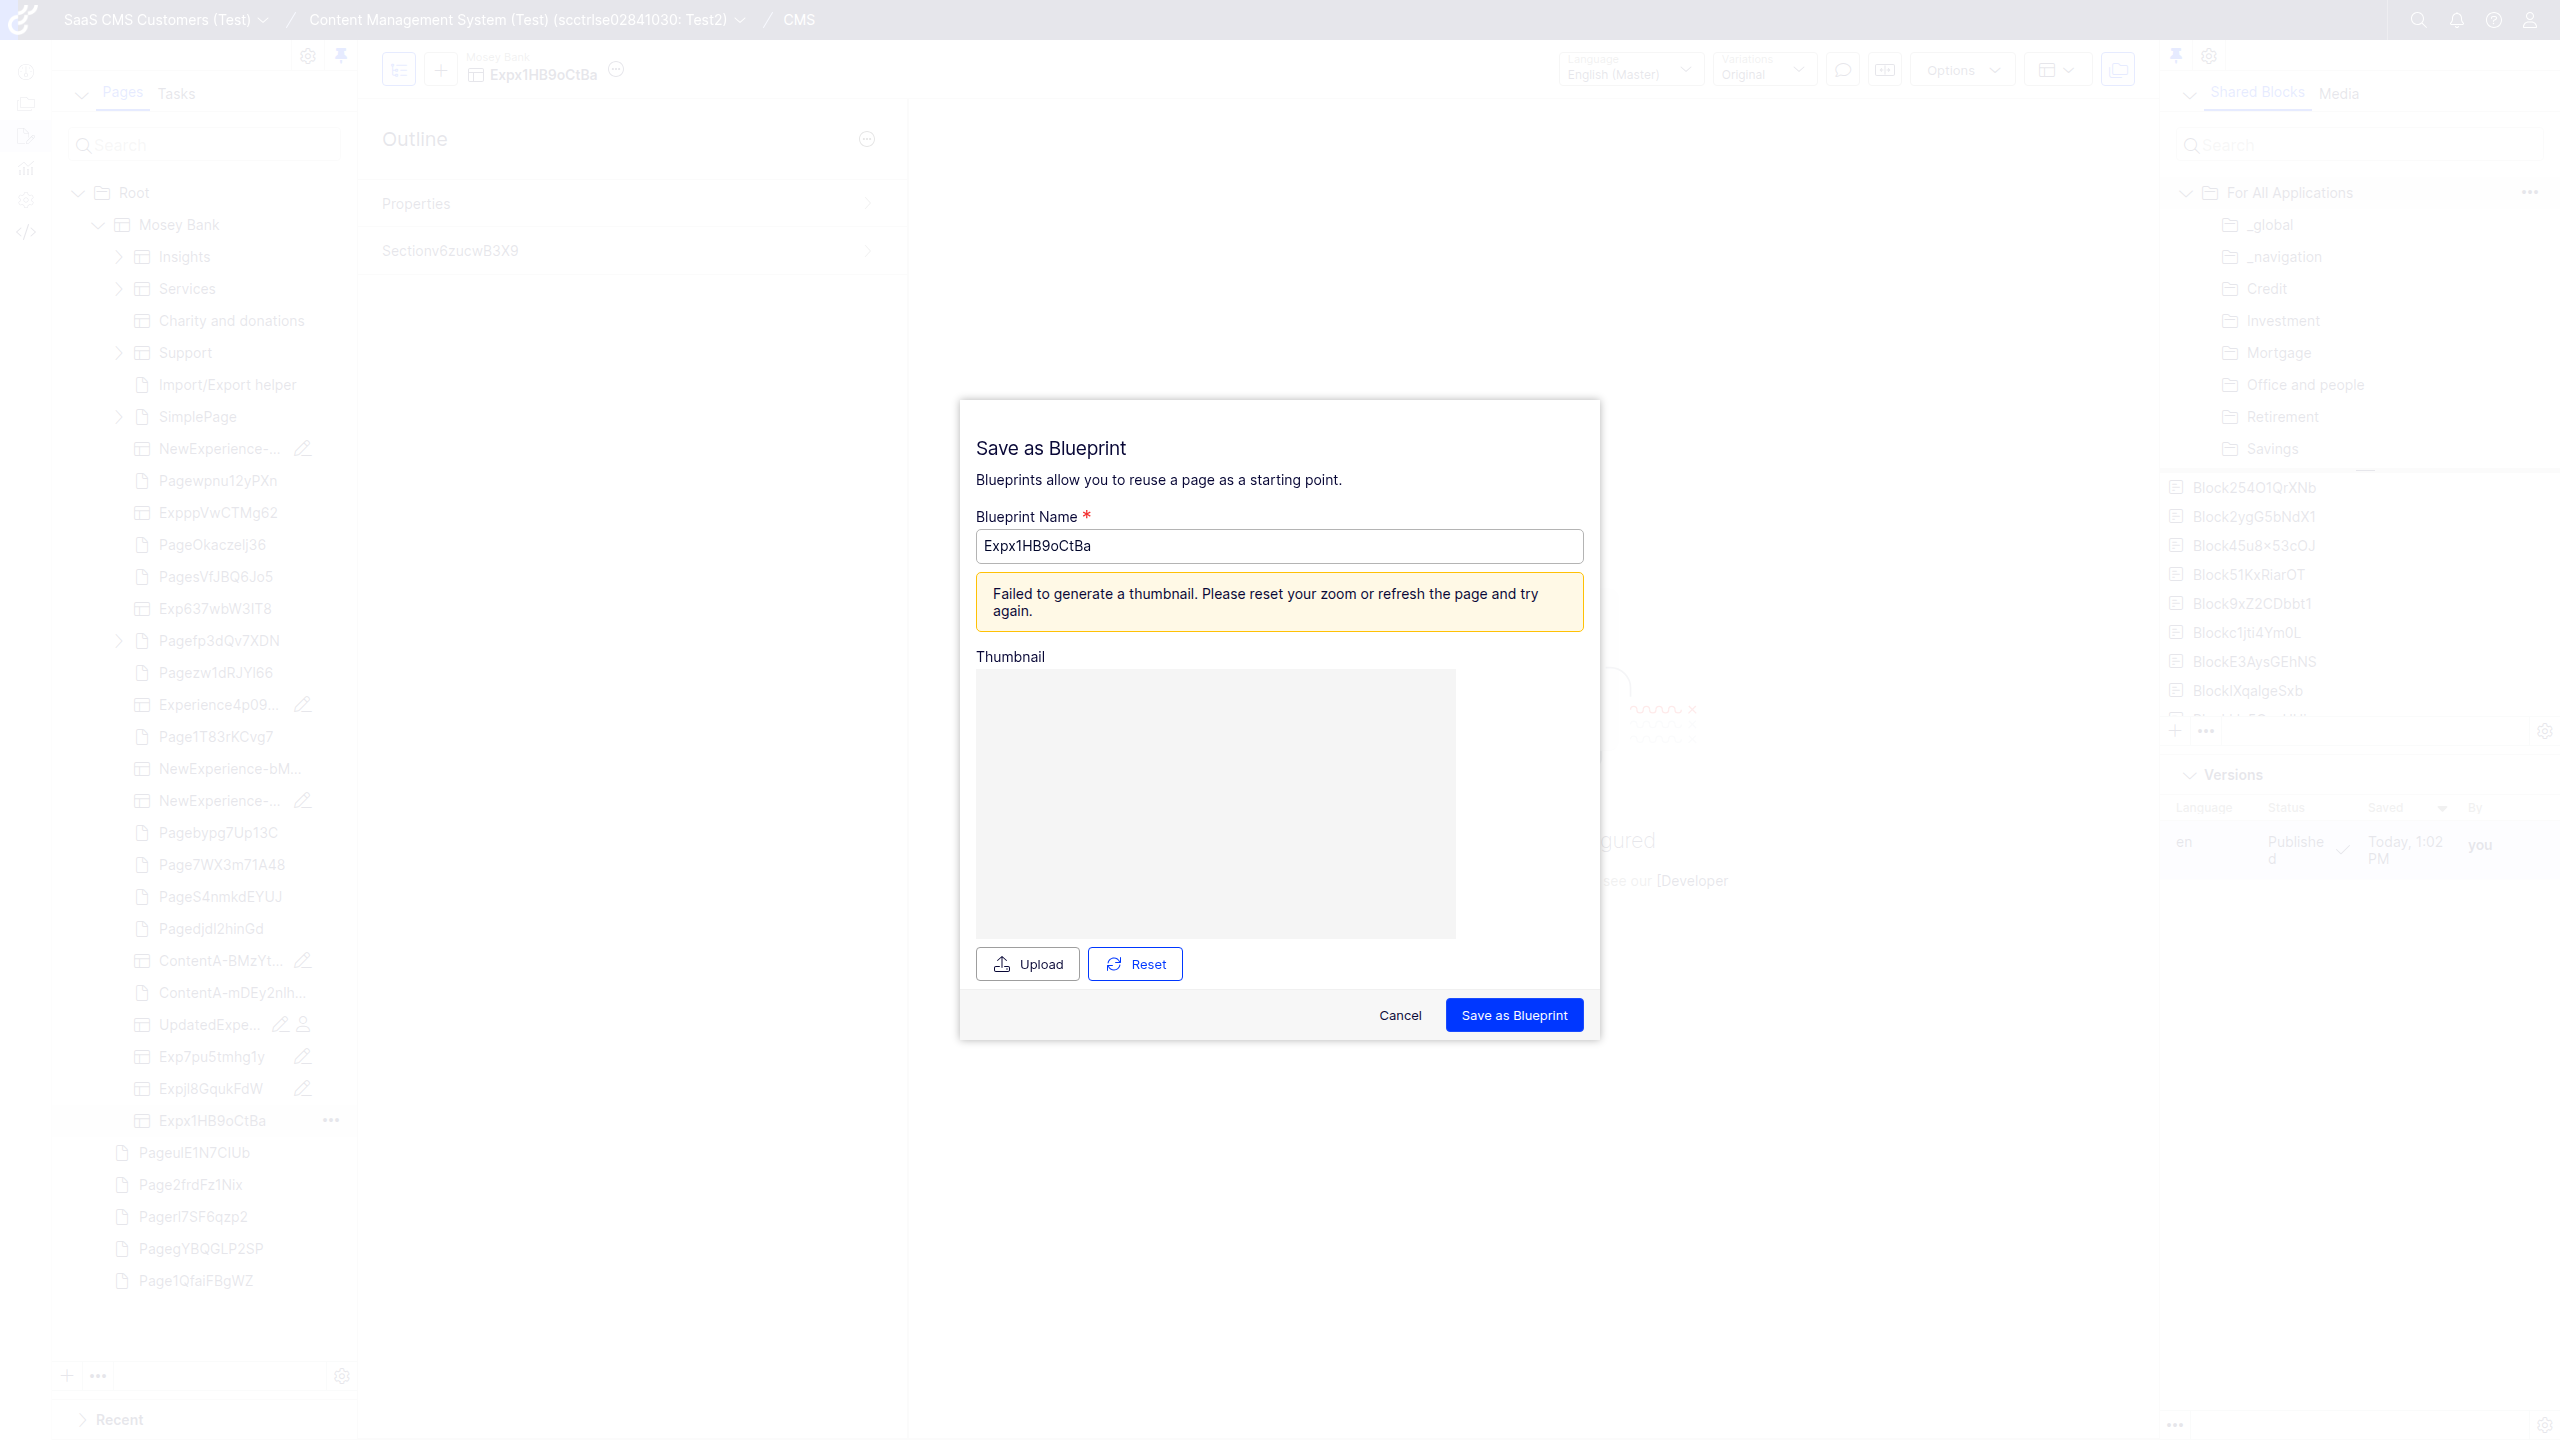 SaaS CMS Customers (Test) / Content Management System (Test) (scctrlse02841030: Test2) / CMS
Pages Tasks
Search
Root
Mosey Bank
Insights
Services
Charity and donations
Support
Import/Export helper
SimplePage
NewExperience-...
Pagewpnu12yPXn
ExpppVwCTMg62
PageOkaczelj36
PagesVfJBQ6Jo5
Exp637wbW3IT8
Pagefp3dQv7XDN
Pagezw1dRJYl66
Experience4p09...
Page1T83rKCvg7
NewExperience-bM...
NewExperience-...
Pagebypg7Up13C
Page7WX3m71A48
PageS4nmkdEYUJ
Pagedjdl2hinGd
ContentA-BMzYt...
ContentA-mDEy2nlh...
UpdatedExpe...
Exp7pu5tmhg1y
Expjl8GqukFdW
Expx1HB9oCtBa
PageulE1N7CIUb
Page2frdFz1Nix
Pagerl7SF6qzp2
PagegYBQGLP2SP
Page1QfaiFBgWZ
Recent
Mosey Bank
Expx1HB9oCtBa
Language
English (Master)
Variations
Original
Options
Outline
Properties
Sectionv6zucwB3X9
Save as Blueprint
Blueprints allow you to reuse a page as a starting point.
Blueprint Name *
Expx1HB9oCtBa
Failed to generate a thumbnail. Please reset your zoom or refresh the page and try
again.
Thumbnail
Upload
Reset
Cancel
Save as Blueprint
gured
see our [Developer
Shared Blocks Media
Search
For All Applications
_global
_navigation
Credit
Investment
Mortgage
Office and people
Retirement
Savings
Block254O1QrXNb
Block2ygG5bNdX1
Block45u8x53cOJ
Block51KxRiarOT
Block9xZ2CDbbt1
Blockc1jti4Ym0L
BlockE3AysGEhNS
BlockIXqalgeSxb
Versions
Language Status Saved By
en Publishe Today, 1:02 you
d PM